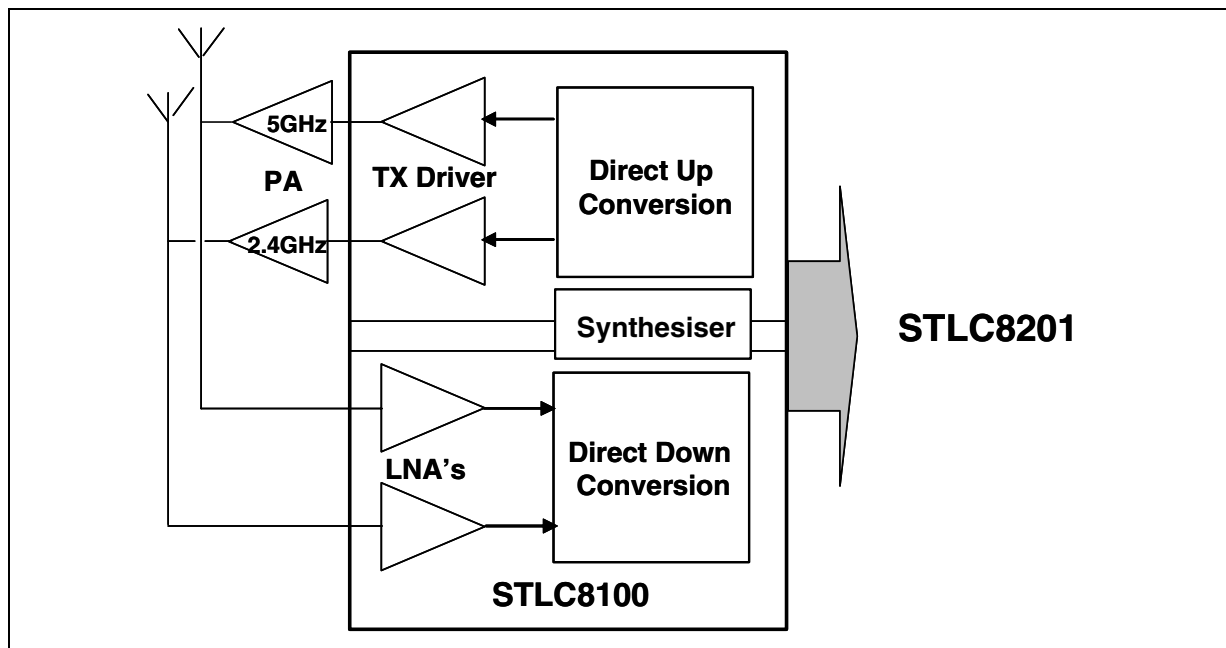 5GHz
PA
TX Driver
2.4GHz
Direct Up
Conversion
Synthesiser
STLC8201
LNA's
Direct Down
Conversion
STLC8100